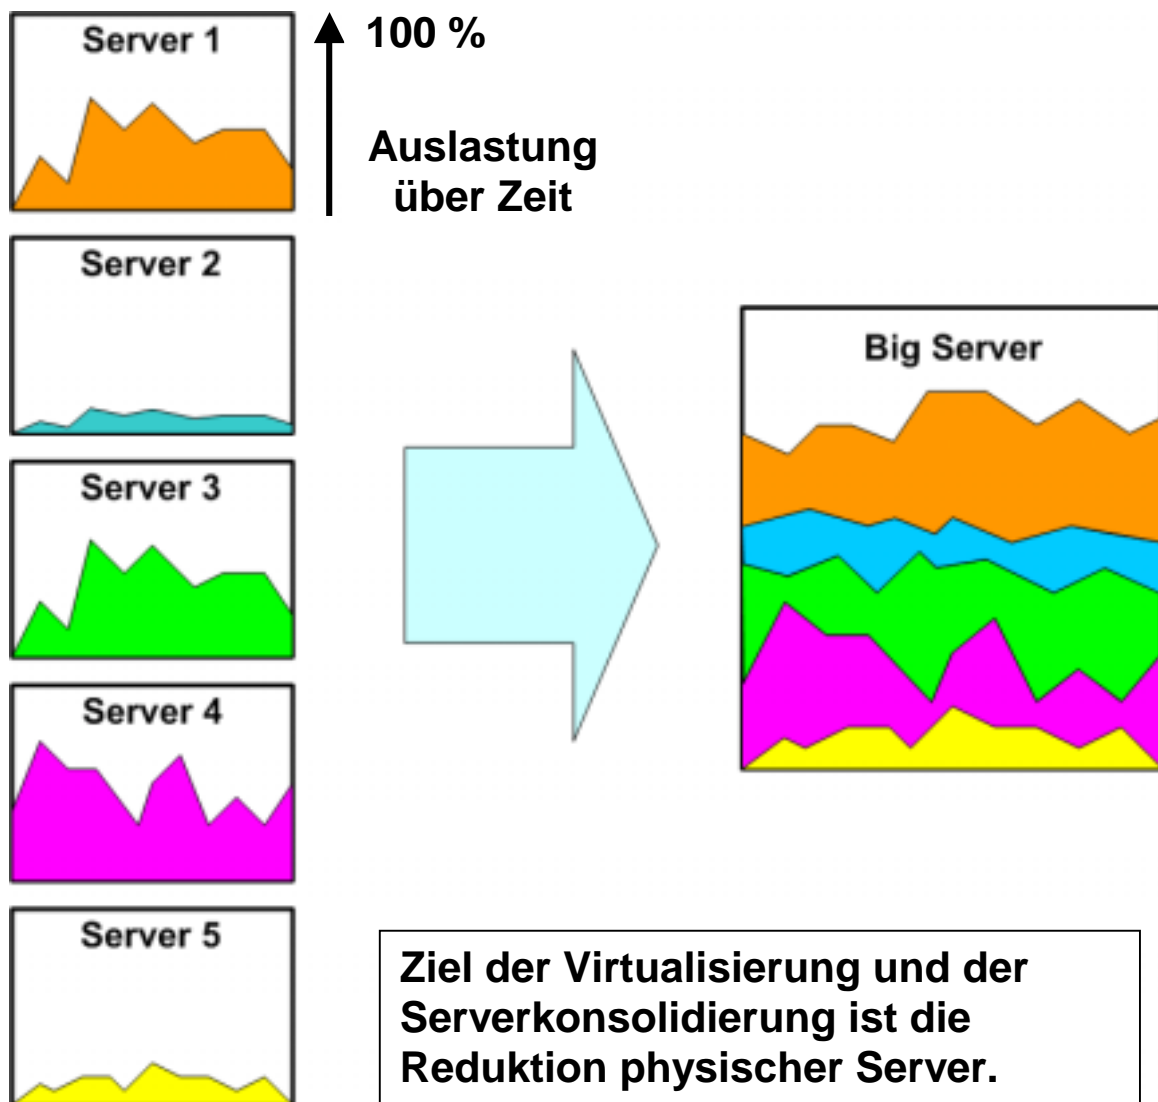 Server 1
100 %
Auslastung
über Zeit
Server 2
Server 3
Big Server
Server 4
Server 5
Ziel der Virtualisierung und der
Serverkonsolidierung ist die
Reduktion physischer Server.